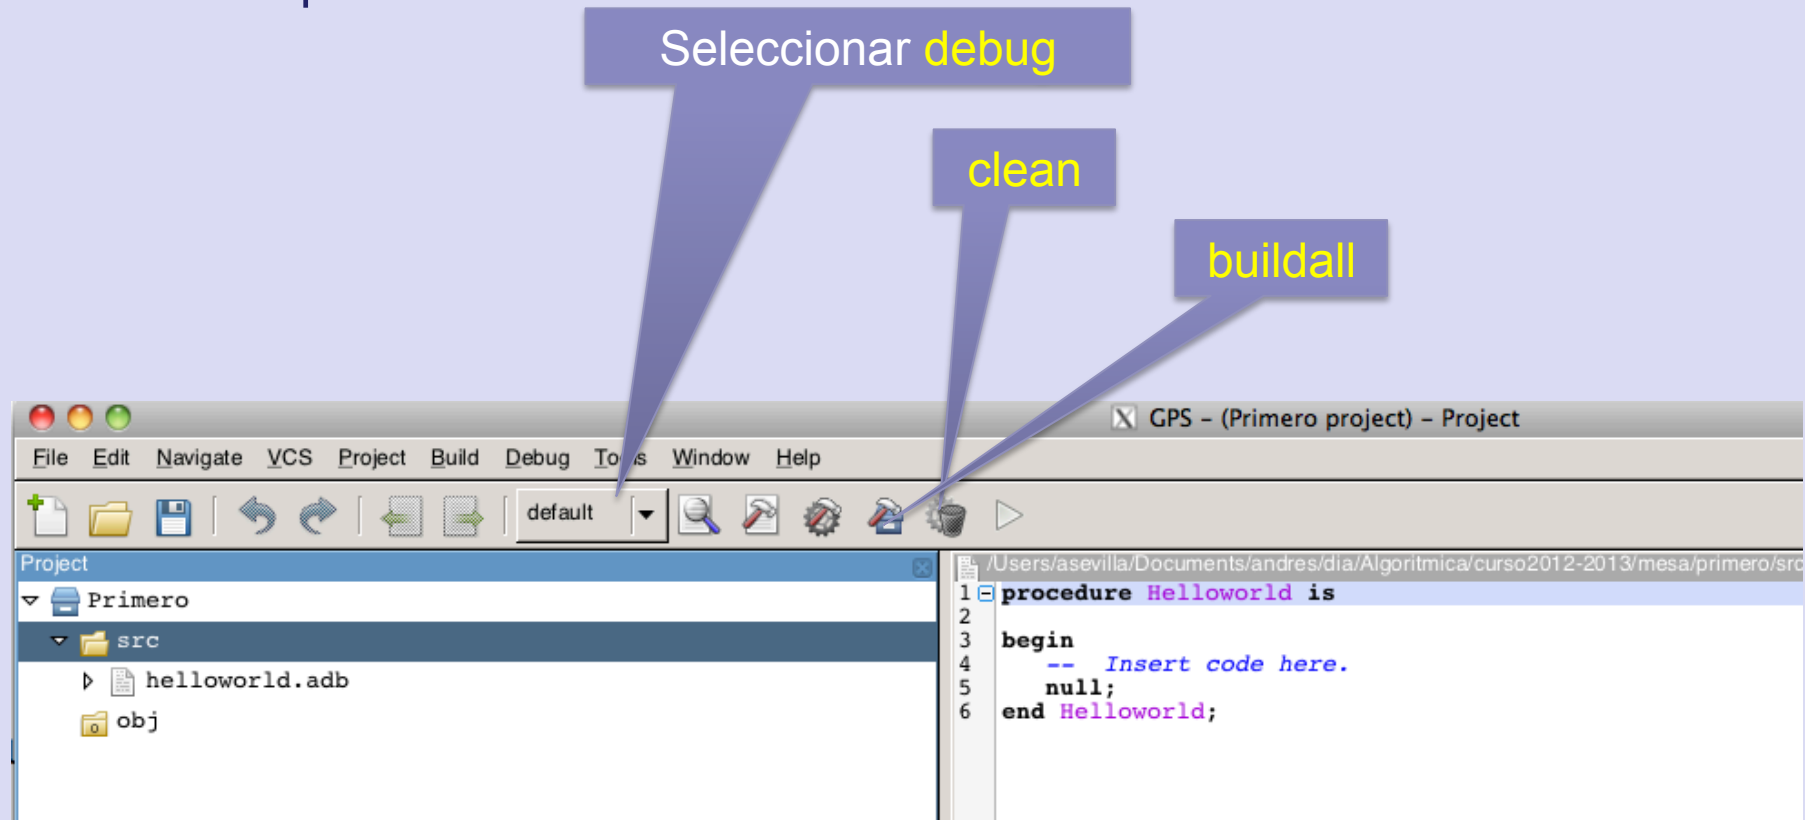 Seleccionar debug
clean
buildall
GPS – (Primero project) – Project
File Edit Navigate VCS Project Build Debug Window Help
default
Project
/Users/asevilla/Documents/andres/dia/Algoritmica/curso2012-2013/mesa/primero/src
Primero
src
helloworld.adb
obj
1 procedure Helloworld is
2
3 begin
4 -- Insert code here.
5 null;
6 end Helloworld;